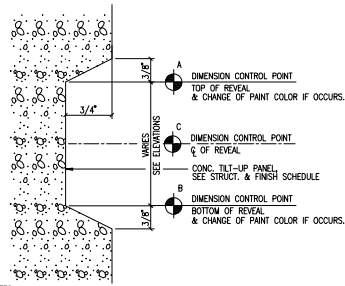 A
DIMENSION CONTROL POINT
TOP OF REVEAL
& CHANGE OF PAINT COLOR IF OCCURS.
3/8"
3/4"
C
DIMENSION CONTROL POINT
℄ OF REVEAL
VARIES
SEE ELEVATIONS
CONC. TILT-UP PANEL,
SEE STRUCT. & FINISH SCHEDULE
B
DIMENSION CONTROL POINT
BOTTOM OF REVEAL
& CHANGE OF PAINT COLOR IF OCCURS.
3/8"